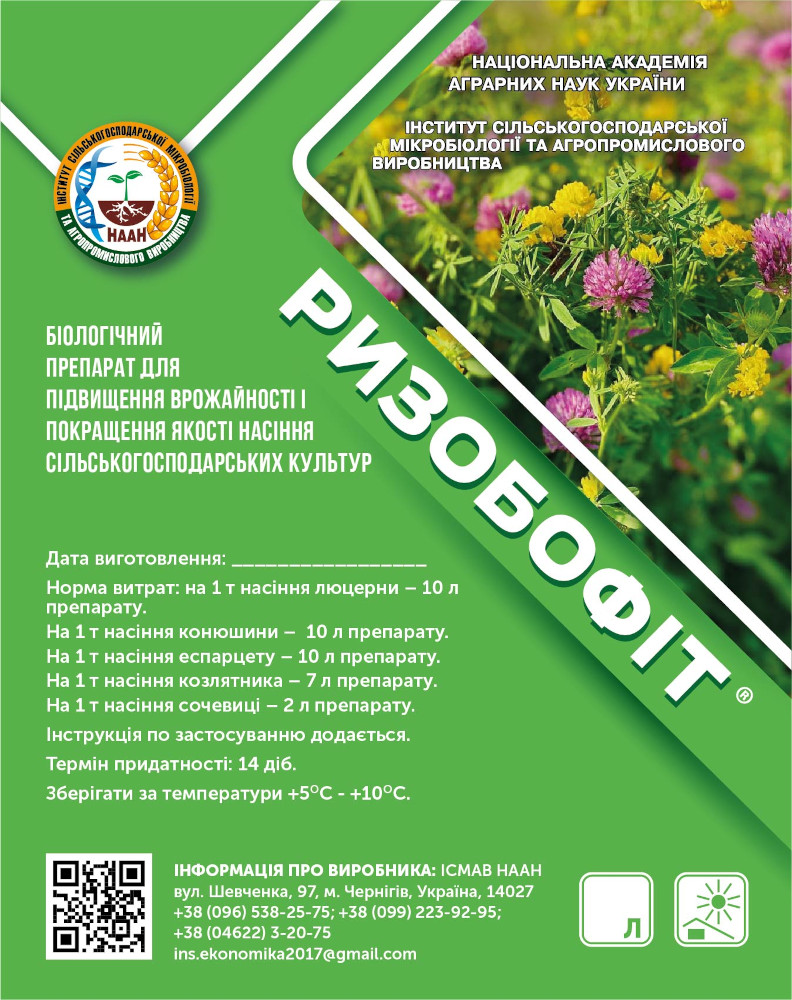 НАЦІОНАЛЬНА АКАДЕМІЯ
АГРАРНИХ НАУК УКРАЇНИ
ІНСТИТУТ СІЛЬСЬКОГОСПОДАРСЬКОЇ
МІКРОБІОЛОГІЇ ТА АГРОПРОМИСЛОВОГО
ВИРОБНИЦТВА
ІНСТИТУТ СІЛЬСЬКОГОСПОДАРСЬКОЇ МІКРОБІОЛОГІЇ
ТА АГРОПРОМИСЛОВОГО ВИРОБНИЦТВА
НААН
РИЗОБОФІТ ®
БІОЛОГІЧНИЙ
ПРЕПАРАТ ДЛЯ
ПІДВИЩЕННЯ ВРОЖАЙНОСТІ І
ПОКРАЩЕННЯ ЯКОСТІ НАСІННЯ
СІЛЬСЬКОГОСПОДАРСЬКИХ КУЛЬТУР
Дата виготовлення: _________________
Норма витрат: на 1 т насіння люцерни – 10 л
препарату.
На 1 т насіння конюшини – 10 л препарату.
На 1 т насіння еспарцету – 10 л препарату.
На 1 т насіння козлятника – 7 л препарату.
На 1 т насіння сочевиці – 2 л препарату.
Інструкція по застосуванню додається.
Термін придатності: 14 діб.
Зберігати за температури +5ºС - +10ºС.
ІНФОРМАЦІЯ ПРО ВИРОБНИКА: ІСМАВ НААН
вул. Шевченка, 97, м. Чернігів, Україна, 14027
+38 (096) 538-25-75; +38 (099) 223-92-95;
+38 (04622) 3-20-75
ins.ekonomika2017@gmail.com
Л